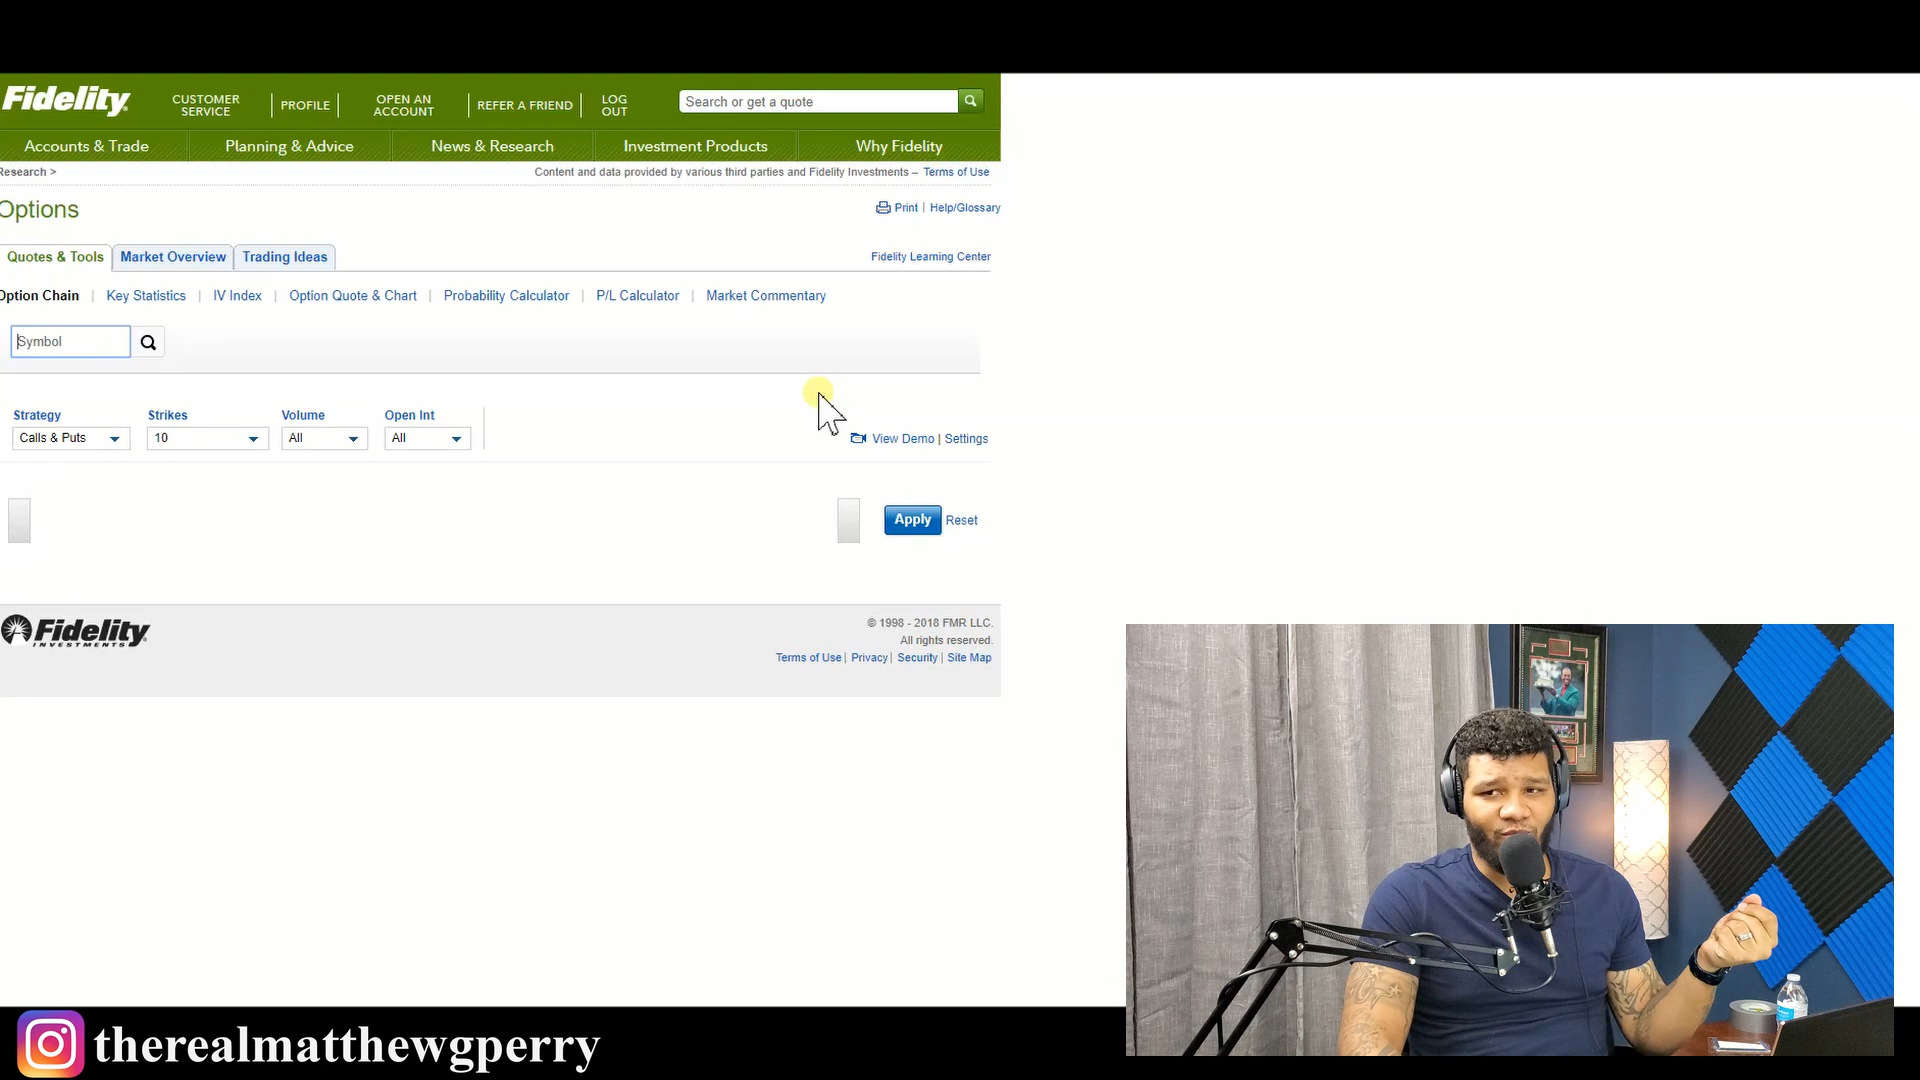 Fidelity
CUSTOMER SERVICE
PROFILE
OPEN AN ACCOUNT
REFER A FRIEND
LOG OUT
Search or get a quote
Accounts & Trade
Planning & Advice
News & Research
Investment Products
Why Fidelity
Research >
Content and data provided by various third parties and Fidelity Investments – Terms of Use
Options
Print | Help/Glossary
Quotes & Tools
Market Overview
Trading Ideas
Fidelity Learning Center
Option Chain | Key Statistics | IV Index | Option Quote & Chart | Probability Calculator | P/L Calculator | Market Commentary
Symbol
Strategy
Strikes
Volume
Open Int
Calls & Puts
10
All
All
View Demo | Settings
Apply
Reset
Fidelity
INVESTMENTS
© 1998 - 2018 FMR LLC.
All rights reserved.
Terms of Use | Privacy | Security | Site Map
therealmatthewgperry